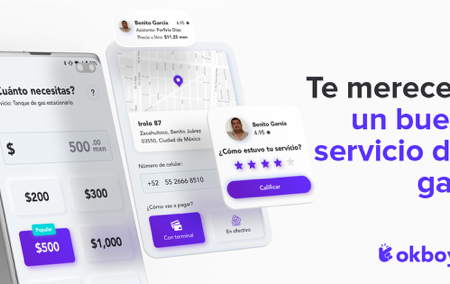 Benito García 4.95 ★
Asistente: Porfirio Díaz
Precio x litro: $11.25 mxn
¿Cuánto necesitas?
Tanque de gas estacionario
?
$ 500.00
mxn
$200
$300
Popular
$500
$1,000
Irolo 87
Zacahuitzco, Benito Juárez
03550, Ciudad de México
Número de celular:
+52 55 2666 8510
¿Cómo vas a pagar?
Con terminal
En efectivo
Benito García
4.95 ★
¿Cómo estuvo tu servicio?
Calificar
Te merece
un bue
servicio d
ga
okboy